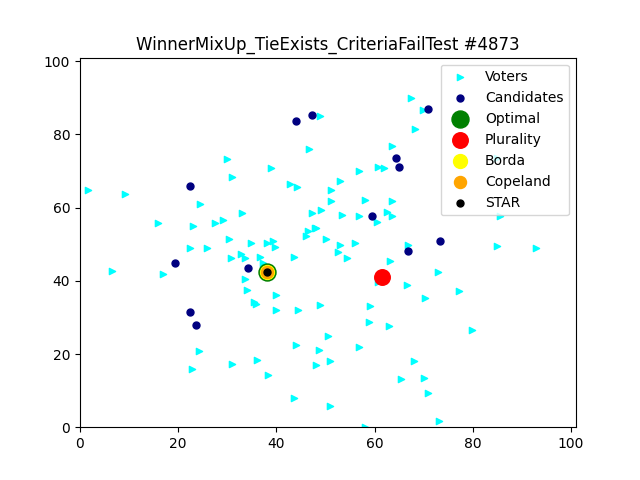 WinnerMixUp_TieExists_CriteriaFailTest #4873
100
80
60
40
20
0
0
20
40
60
80
100
Voters
Candidates
Optimal
Plurality
Borda
Copeland
STAR